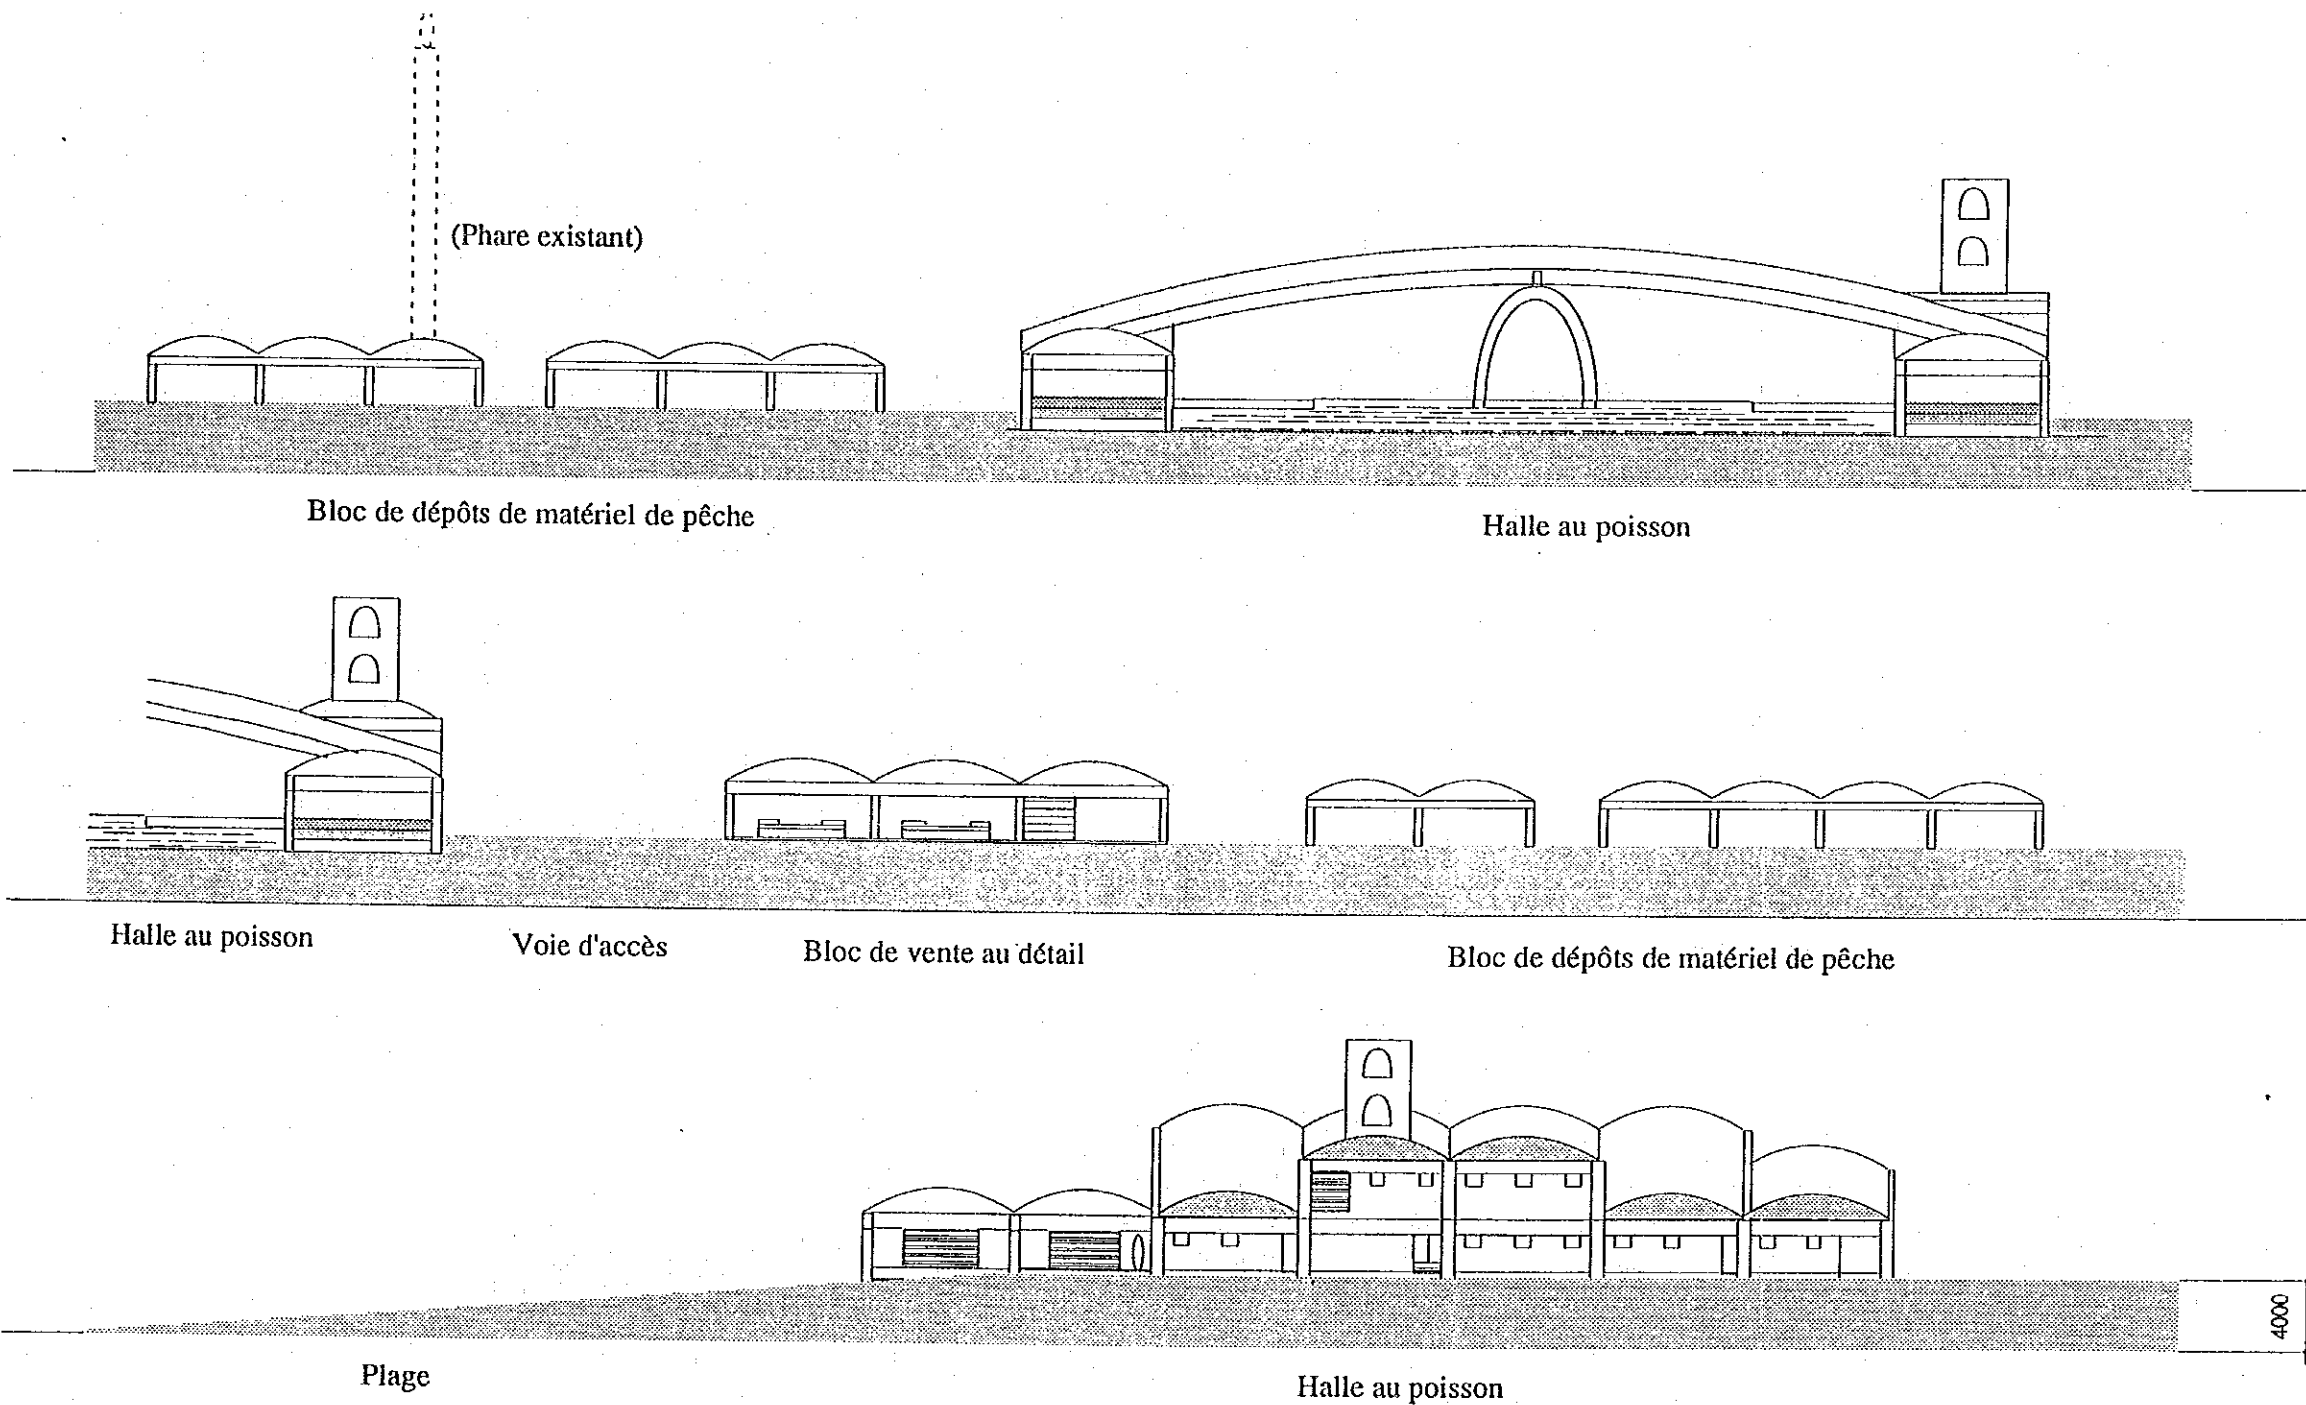 (Phare existant)
Bloc de dépôts de matériel de pêche
Halle au poisson
Halle au poisson
Voie d'accès
Bloc de vente au détail
Bloc de dépôts de matériel de pêche
4000
Plage
Halle au poisson